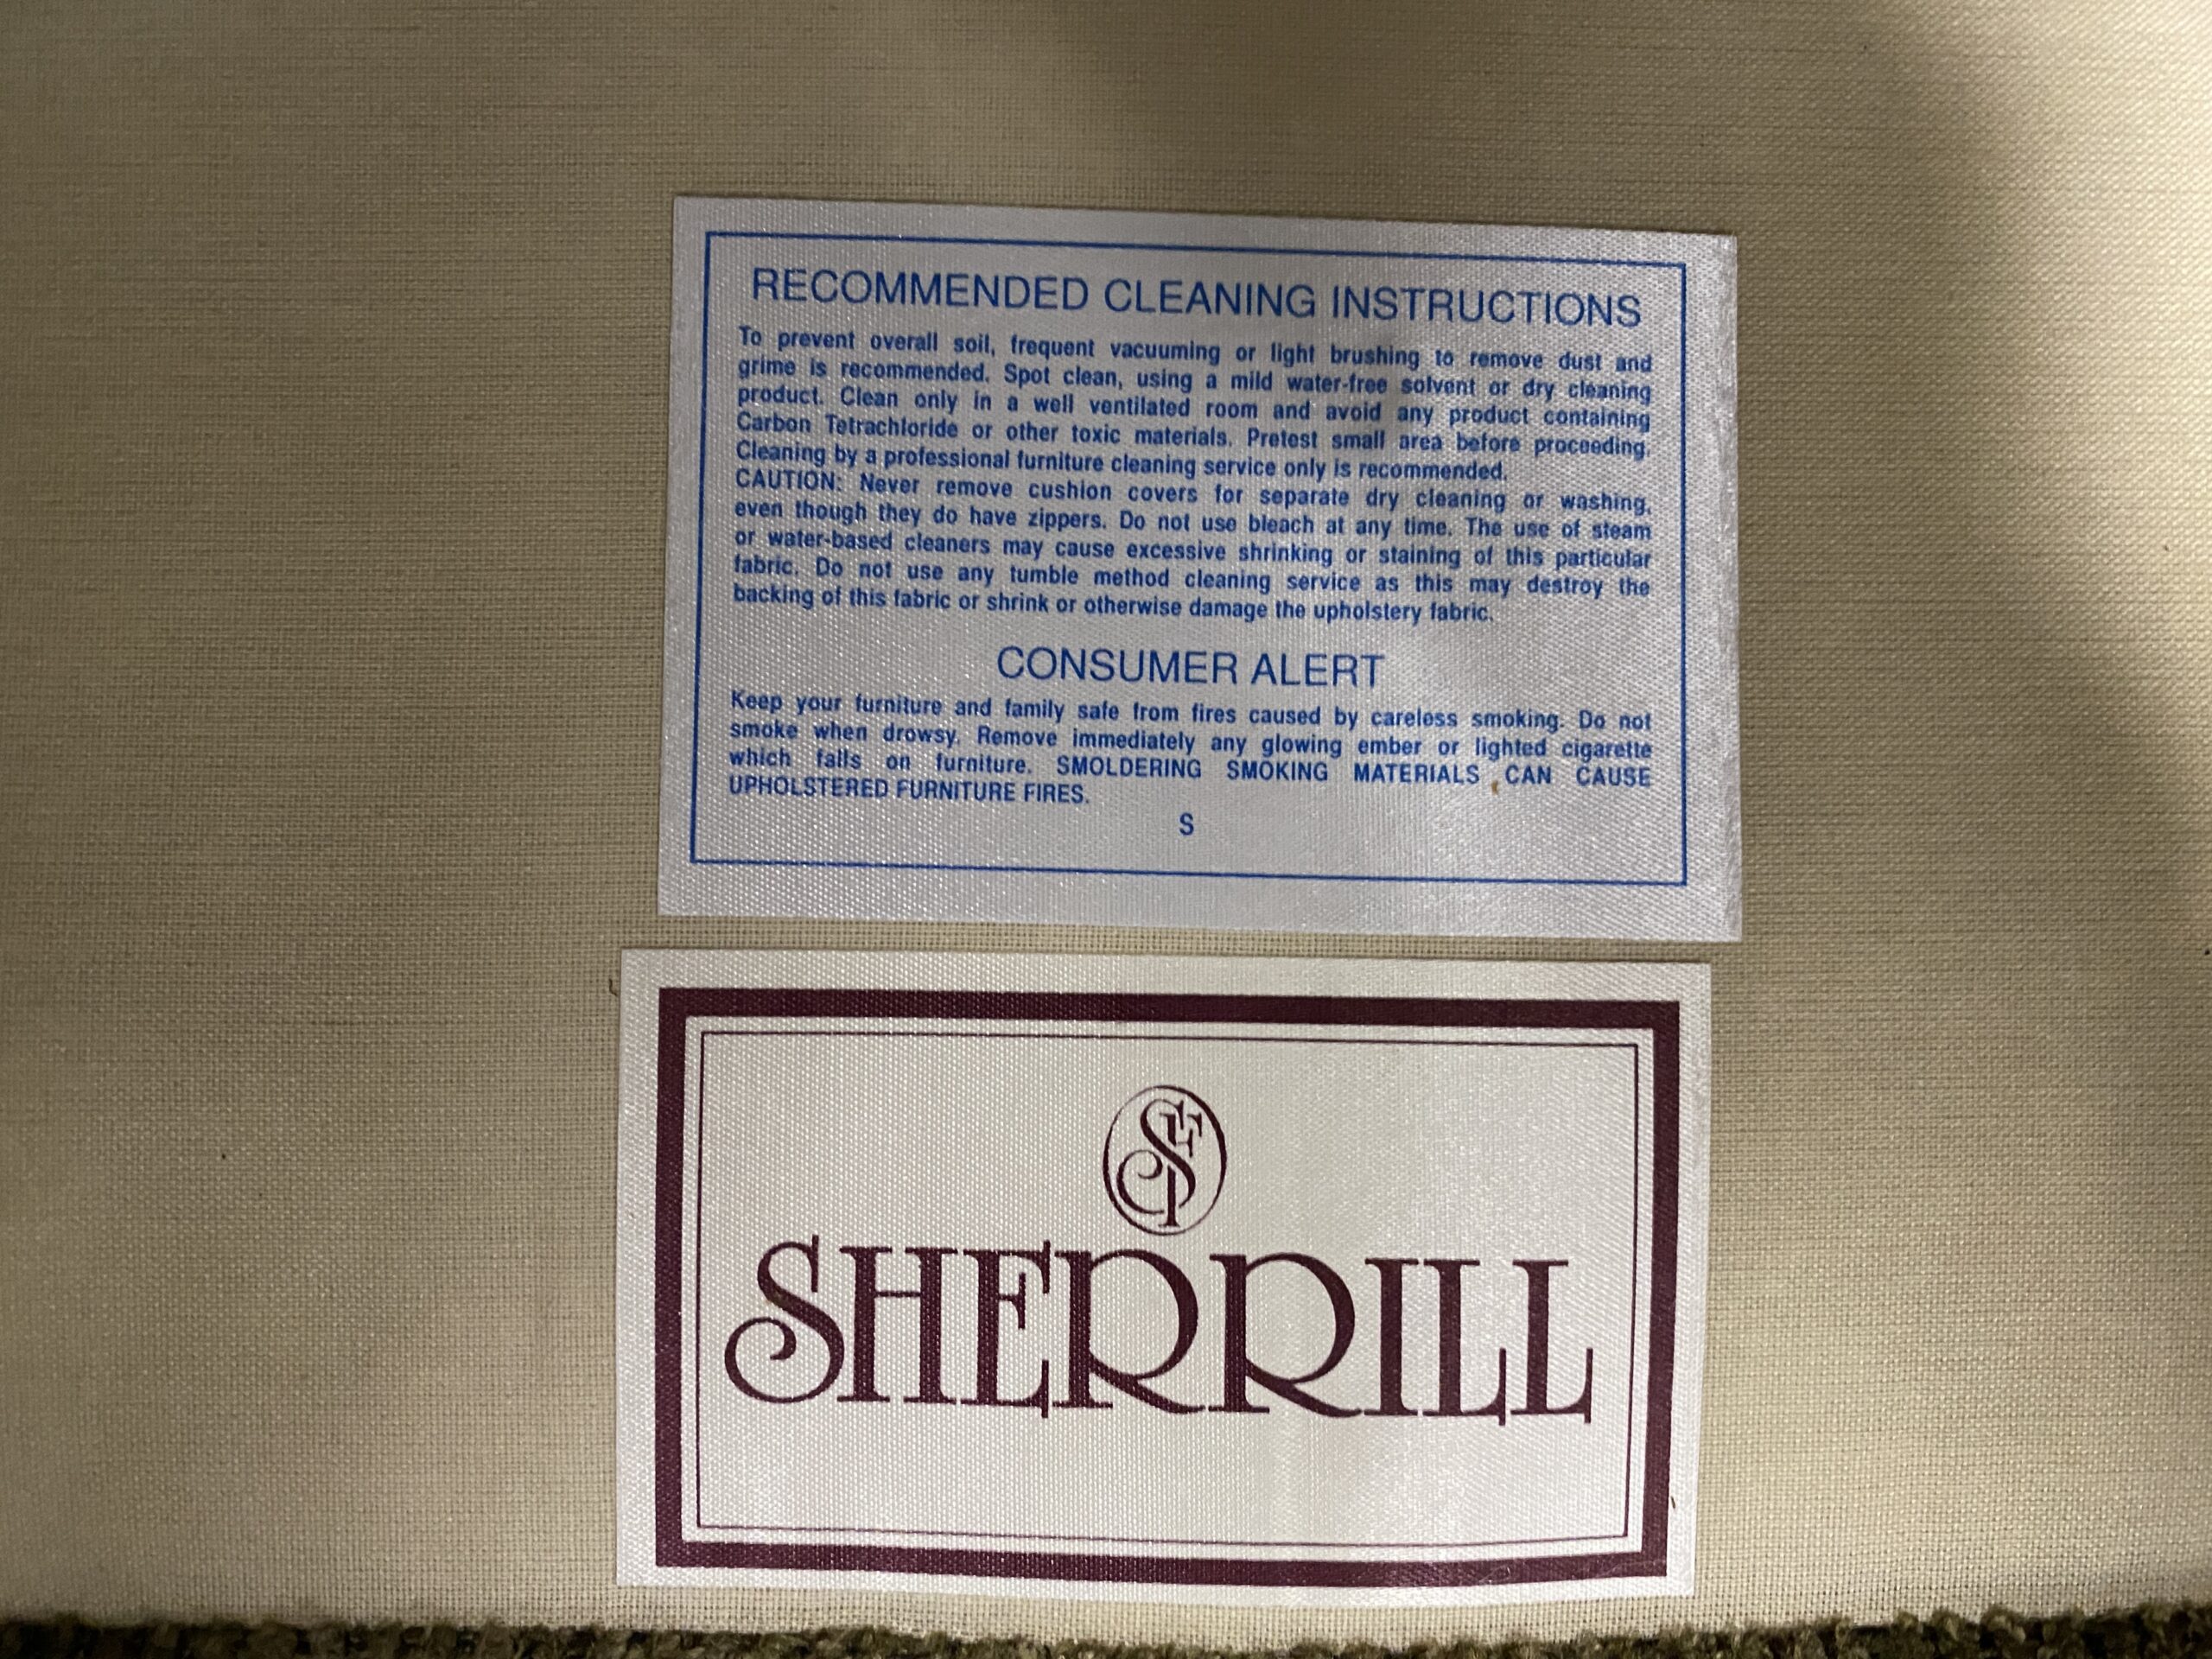 RECOMMENDED CLEANING INSTRUCTIONS
To prevent overall soil, frequent vacuuming or light brushing to remove dust and
grime is recommended. Spot clean, using a mild water-free solvent or dry cleaning
product. Clean only in a well ventilated room and avoid any product containing
Carbon Tetrachloride or other toxic materials. Pretest small area before proceeding.
Cleaning by a professional furniture cleaning service only is recommended.
CAUTION: Never remove cushion covers for separate dry cleaning or washing,
even though they do have zippers. Do not use bleach at any time. The use of steam
or water-based cleaners may cause excessive shrinking or staining of this particular
fabric. Do not use any tumble method cleaning service as this may destroy the
backing of this fabric or shrink or otherwise damage the upholstery fabric.
CONSUMER ALERT
Keep your furniture and family safe from fires caused by careless smoking. Do not
smoke when drowsy. Remove immediately any glowing ember or lighted cigarette
which falls on furniture. SMOLDERING SMOKING MATERIALS CAN CAUSE
UPHOLSTERED FURNITURE FIRES.
S
SF
SHERRILL